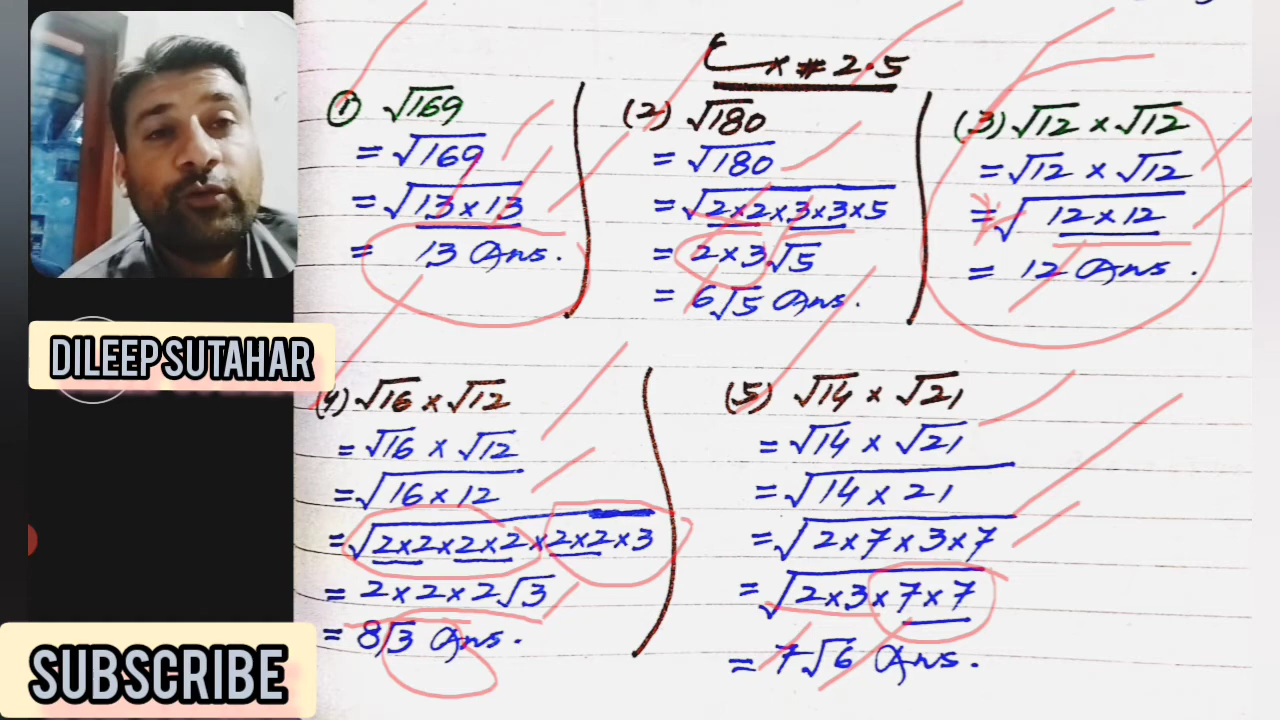 Ex # 2.5
① √169
= √169
= √13 × 13
= 13 Ans.
(2) √180
= √180
= √2×2×3×3×5
= 2×3√5
= 6√5 Ans.
(3) √12 × √12
= √12 × √12
= √12 × 12
= 12 Ans.
DILEEP SUTAHAR
(4) √16 × √12
= √16 × √12
= √16 × 12
= √2×2×2×2×2×2×3
= 2×2×2√3
= 8√3 Ans.
(5) √14 × √21
= √14 × √21
= √14 × 21
= √2×7×3×7
= √2×3×7×7
= 7√6 Ans.
SUBSCRIBE